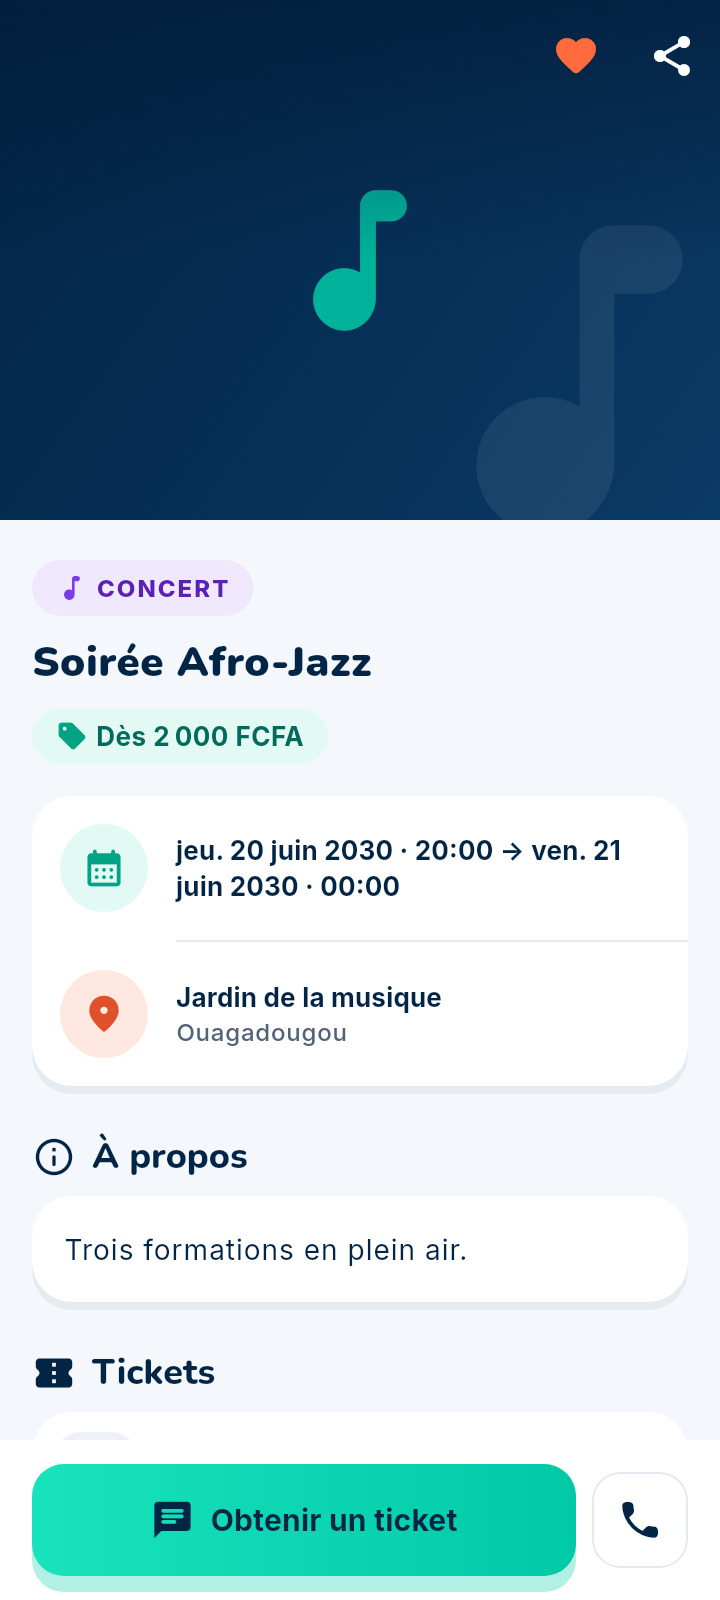 CONCERT
Soirée Afro-Jazz
Dès 2 000 FCFA
jeu. 20 juin 2030 · 20:00 → ven. 21
juin 2030 · 00:00
Jardin de la musique
Ouagadougou
À propos
Trois formations en plein air.
Tickets
Obtenir un ticket